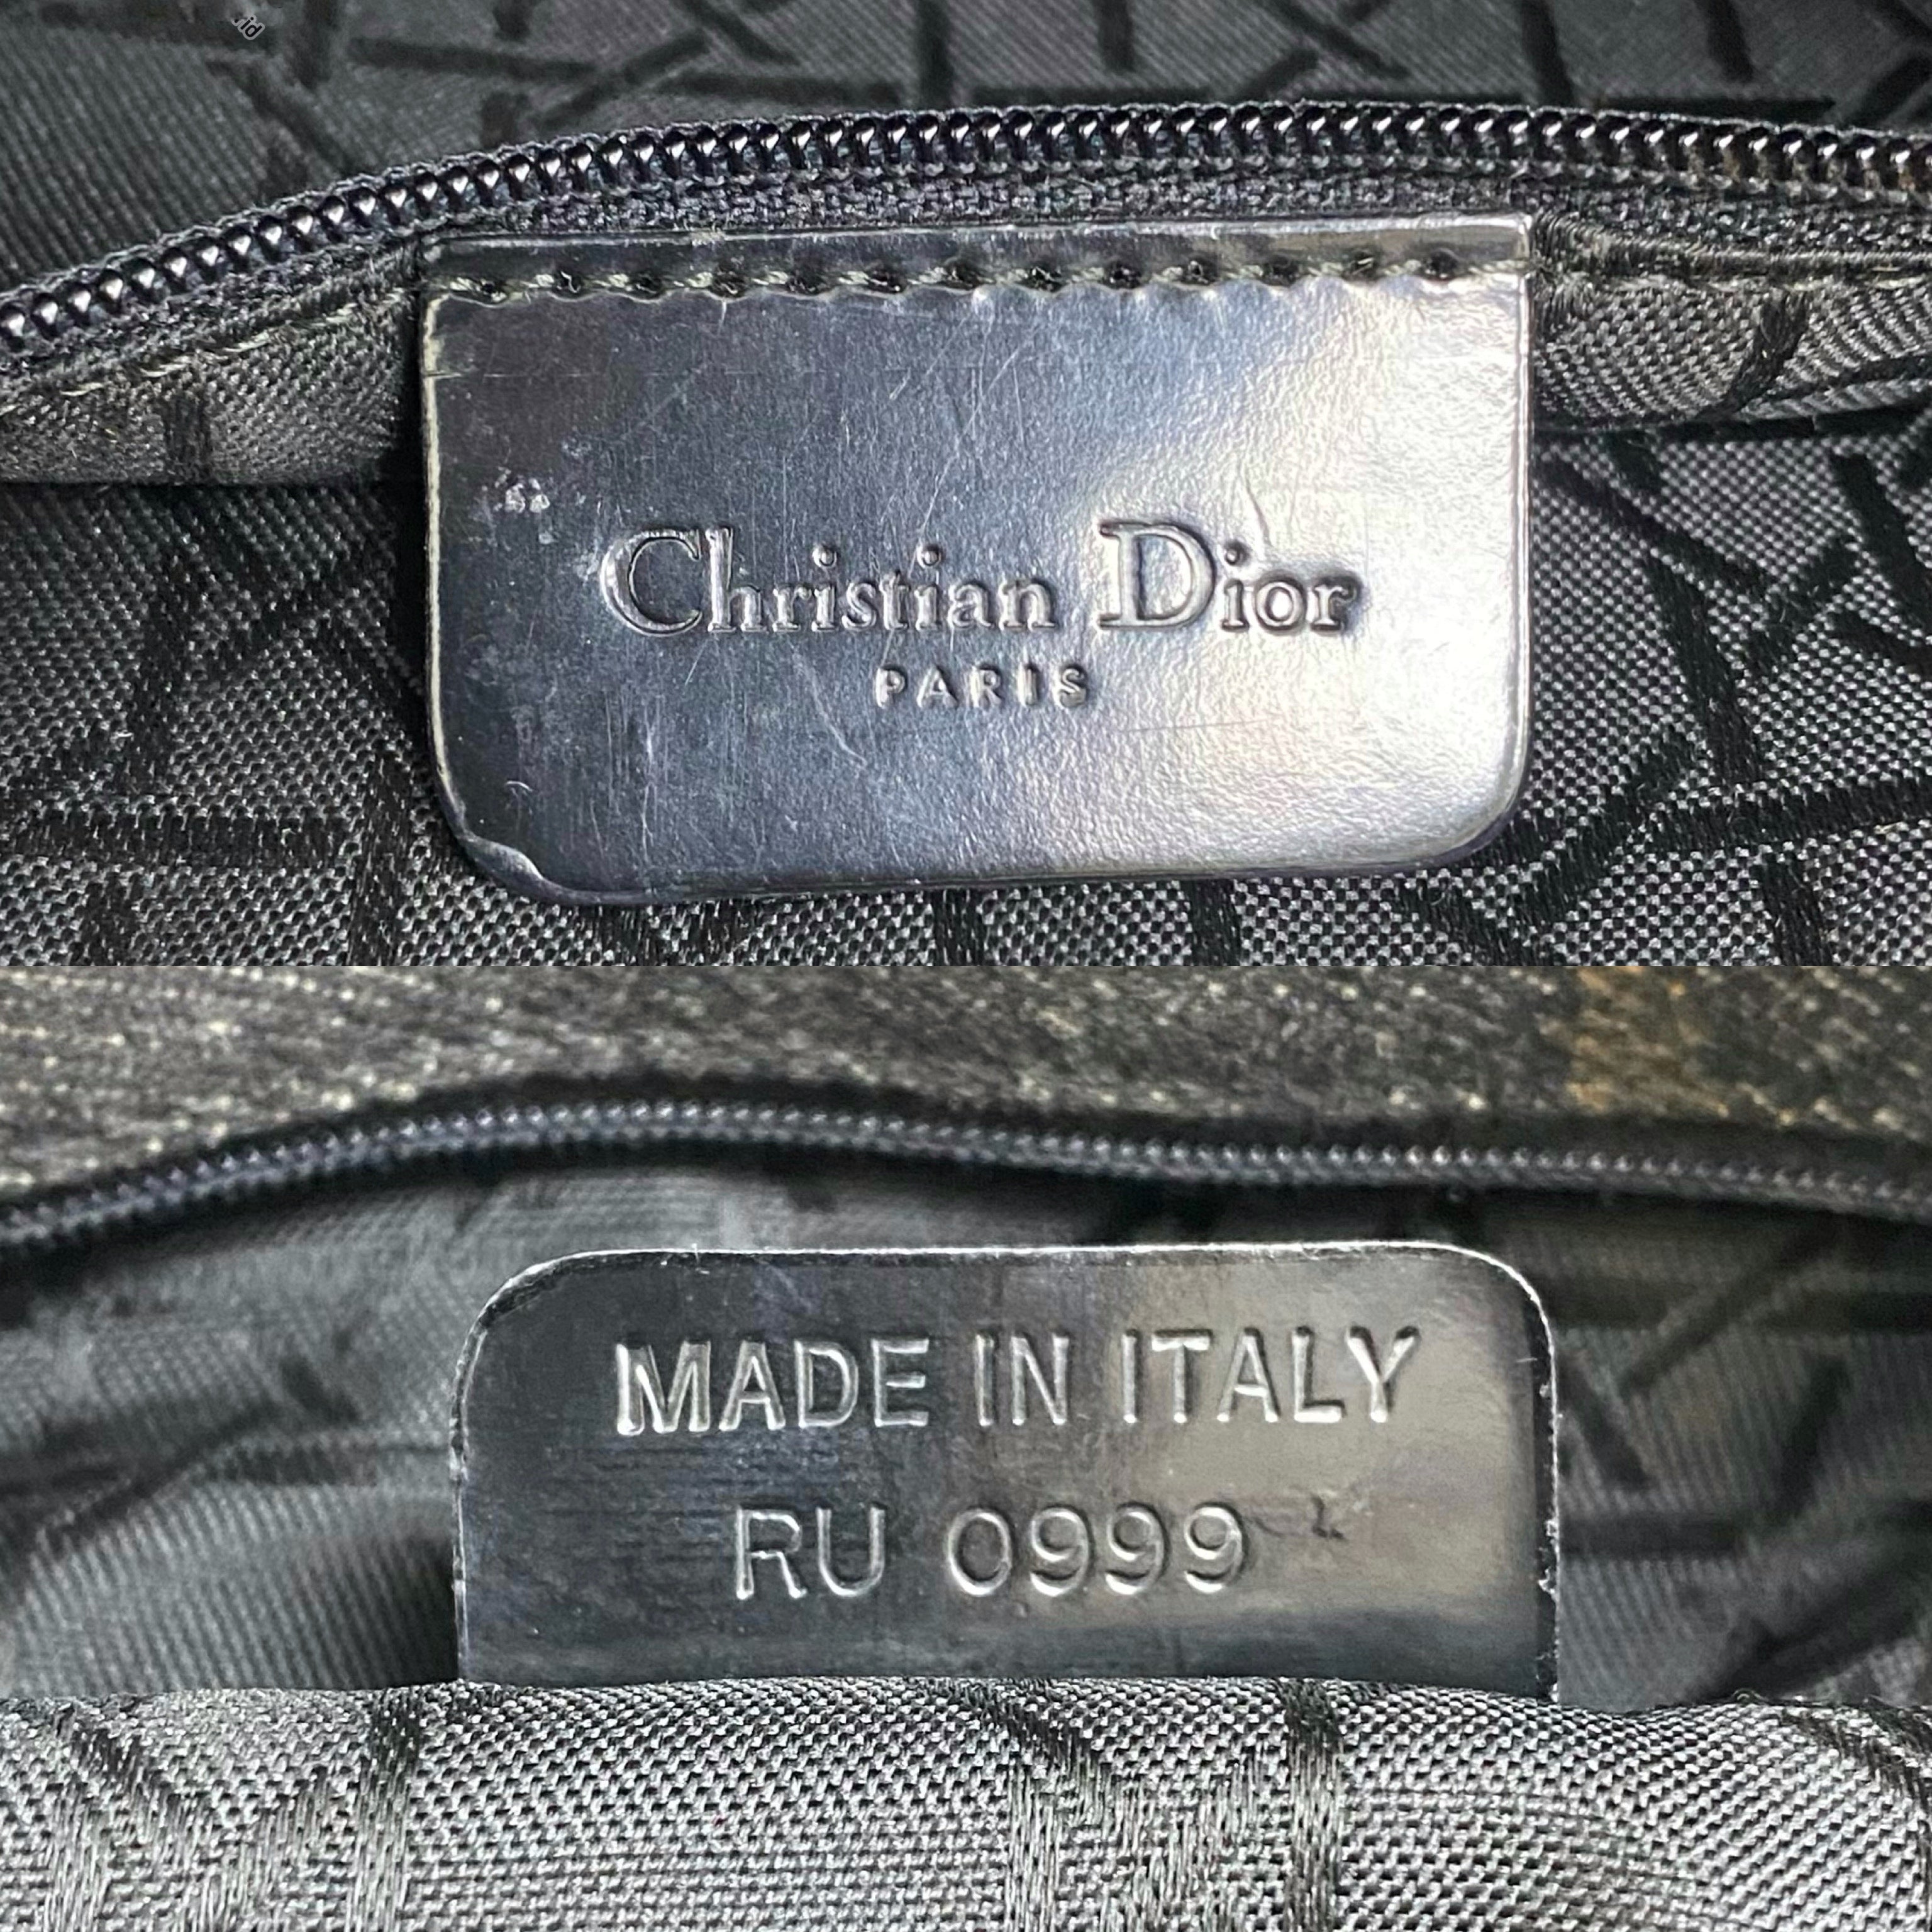 Christian Dior
PARIS
MADE IN ITALY
RU 0999